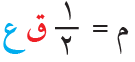 م = ١/٢ ق ع